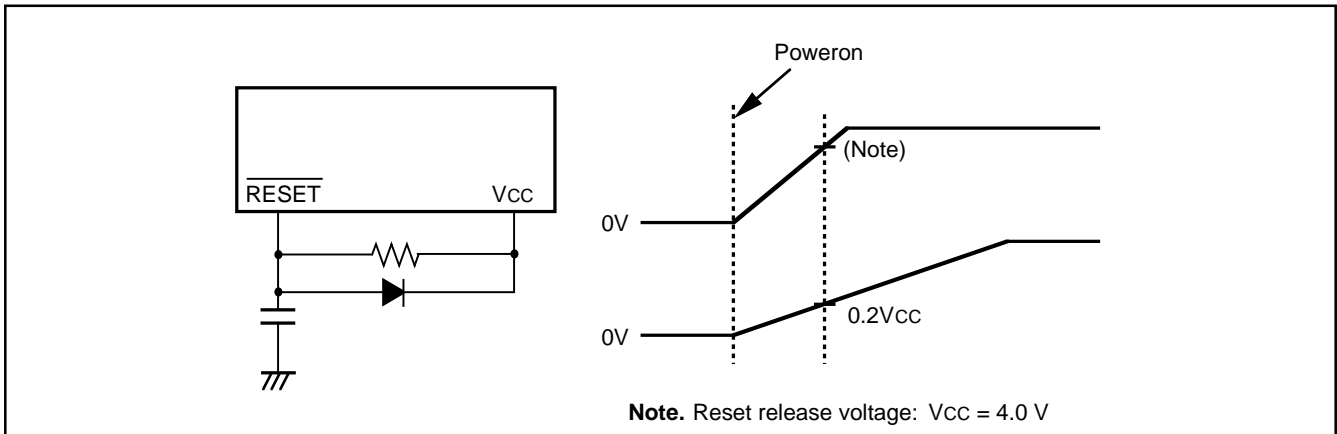 Poweron
RESET
VCC
(Note)
0V
0.2VCC
0V
Note. Reset release voltage: VCC = 4.0 V